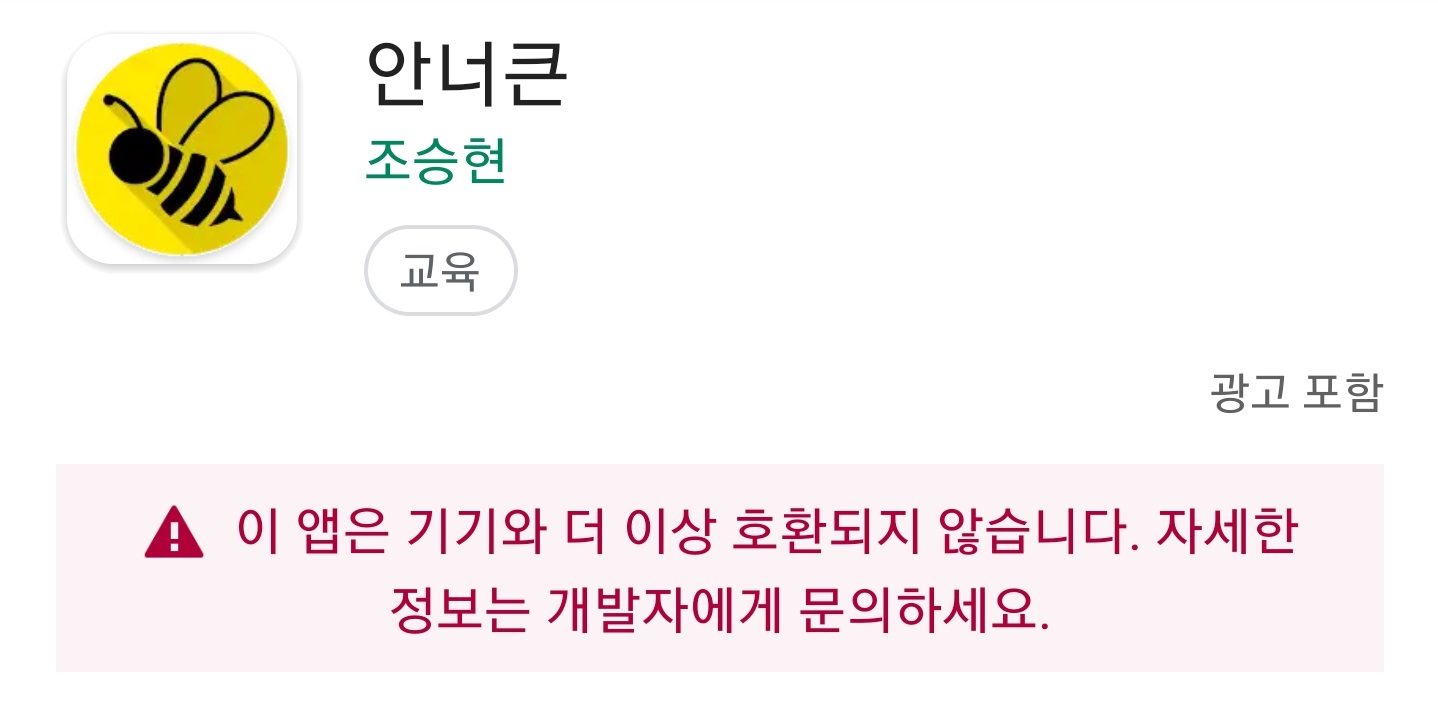 안너큰
조승현
교육
광고 포함
이 앱은 기기와 더 이상 호환되지 않습니다. 자세한
정보는 개발자에게 문의하세요.